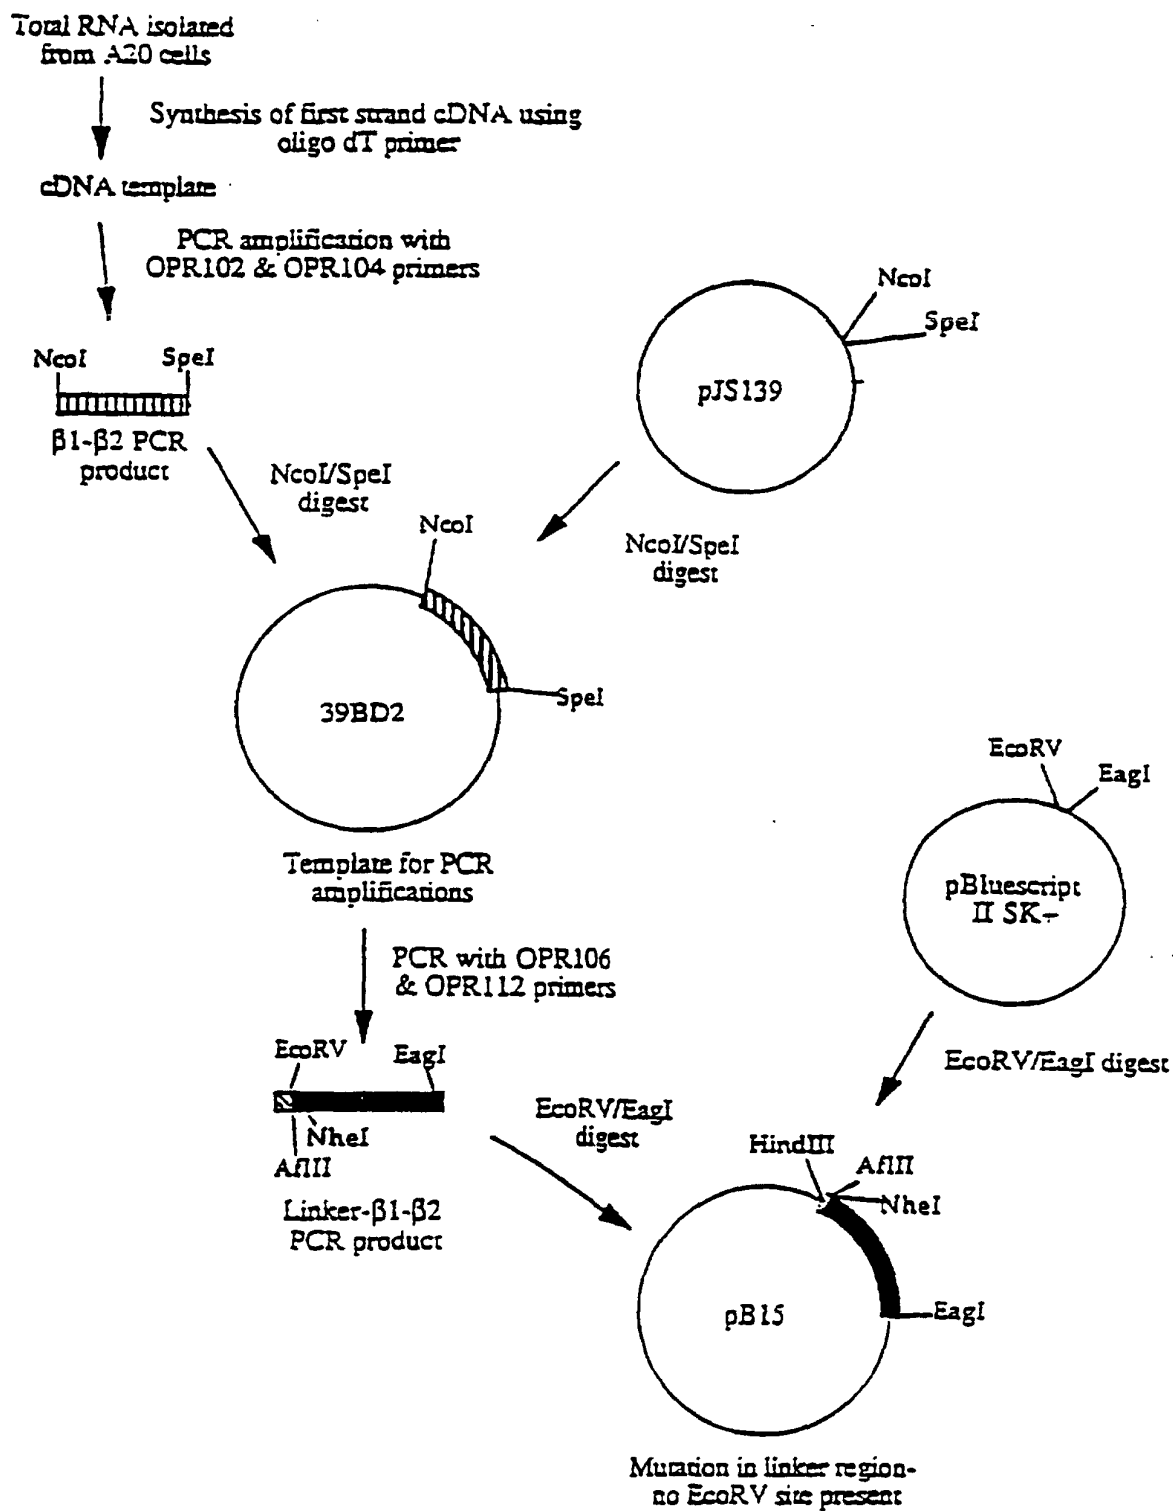 Total RNA isolated
from A20 cells
Synthesis of first strand cDNA using
oligo dT primer
cDNA template
PCR amplification with
OPR102 & OPR104 primers
NcoI
SpeI
β1-β2 PCR
product
NcoI/SpeI
digest
NcoI
SpeI
pJS139
NcoI/SpeI
digest
NcoI
SpeI
39BD2
Template for PCR
amplifications
EcoRV
EagI
pBluescript
II SK-
PCR with OPR106
& OPR112 primers
EcoRV/EagI digest
EcoRV
EagI
NheI
AflII
Linker-β1-β2
PCR product
EcoRV/EagI
digest
HindIII
AflII
NheI
EagI
pB15
Mutation in linker region-
no EcoRV site present